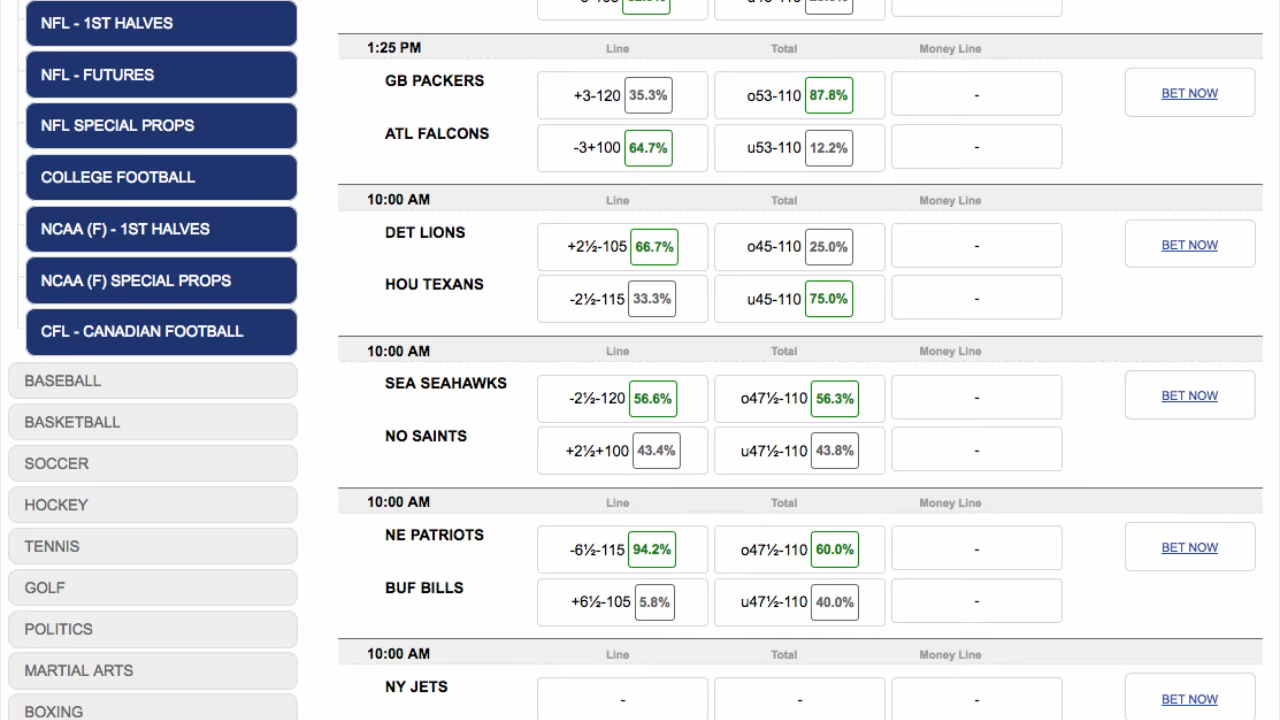 NFL - 1ST HALVES
NFL - FUTURES
NFL SPECIAL PROPS
COLLEGE FOOTBALL
NCAA (F) - 1ST HALVES
NCAA (F) SPECIAL PROPS
CFL - CANADIAN FOOTBALL
BASEBALL
BASKETBALL
SOCCER
HOCKEY
TENNIS
GOLF
POLITICS
MARTIAL ARTS
BOXING
1:25 PM Line Total Money Line
GB PACKERS +3-120 35.3% o53-110 87.8% - BET NOW
ATL FALCONS -3+100 64.7% u53-110 12.2% -
10:00 AM Line Total Money Line
DET LIONS +2½-105 66.7% o45-110 25.0% - BET NOW
HOU TEXANS -2½-115 33.3% u45-110 75.0% -
10:00 AM Line Total Money Line
SEA SEAHAWKS -2½-120 56.6% o47½-110 56.3% - BET NOW
NO SAINTS +2½+100 43.4% u47½-110 43.8% -
10:00 AM Line Total Money Line
NE PATRIOTS -6½-115 94.2% o47½-110 60.0% - BET NOW
BUF BILLS +6½-105 5.8% u47½-110 40.0% -
10:00 AM Line Total Money Line
NY JETS - - - BET NOW